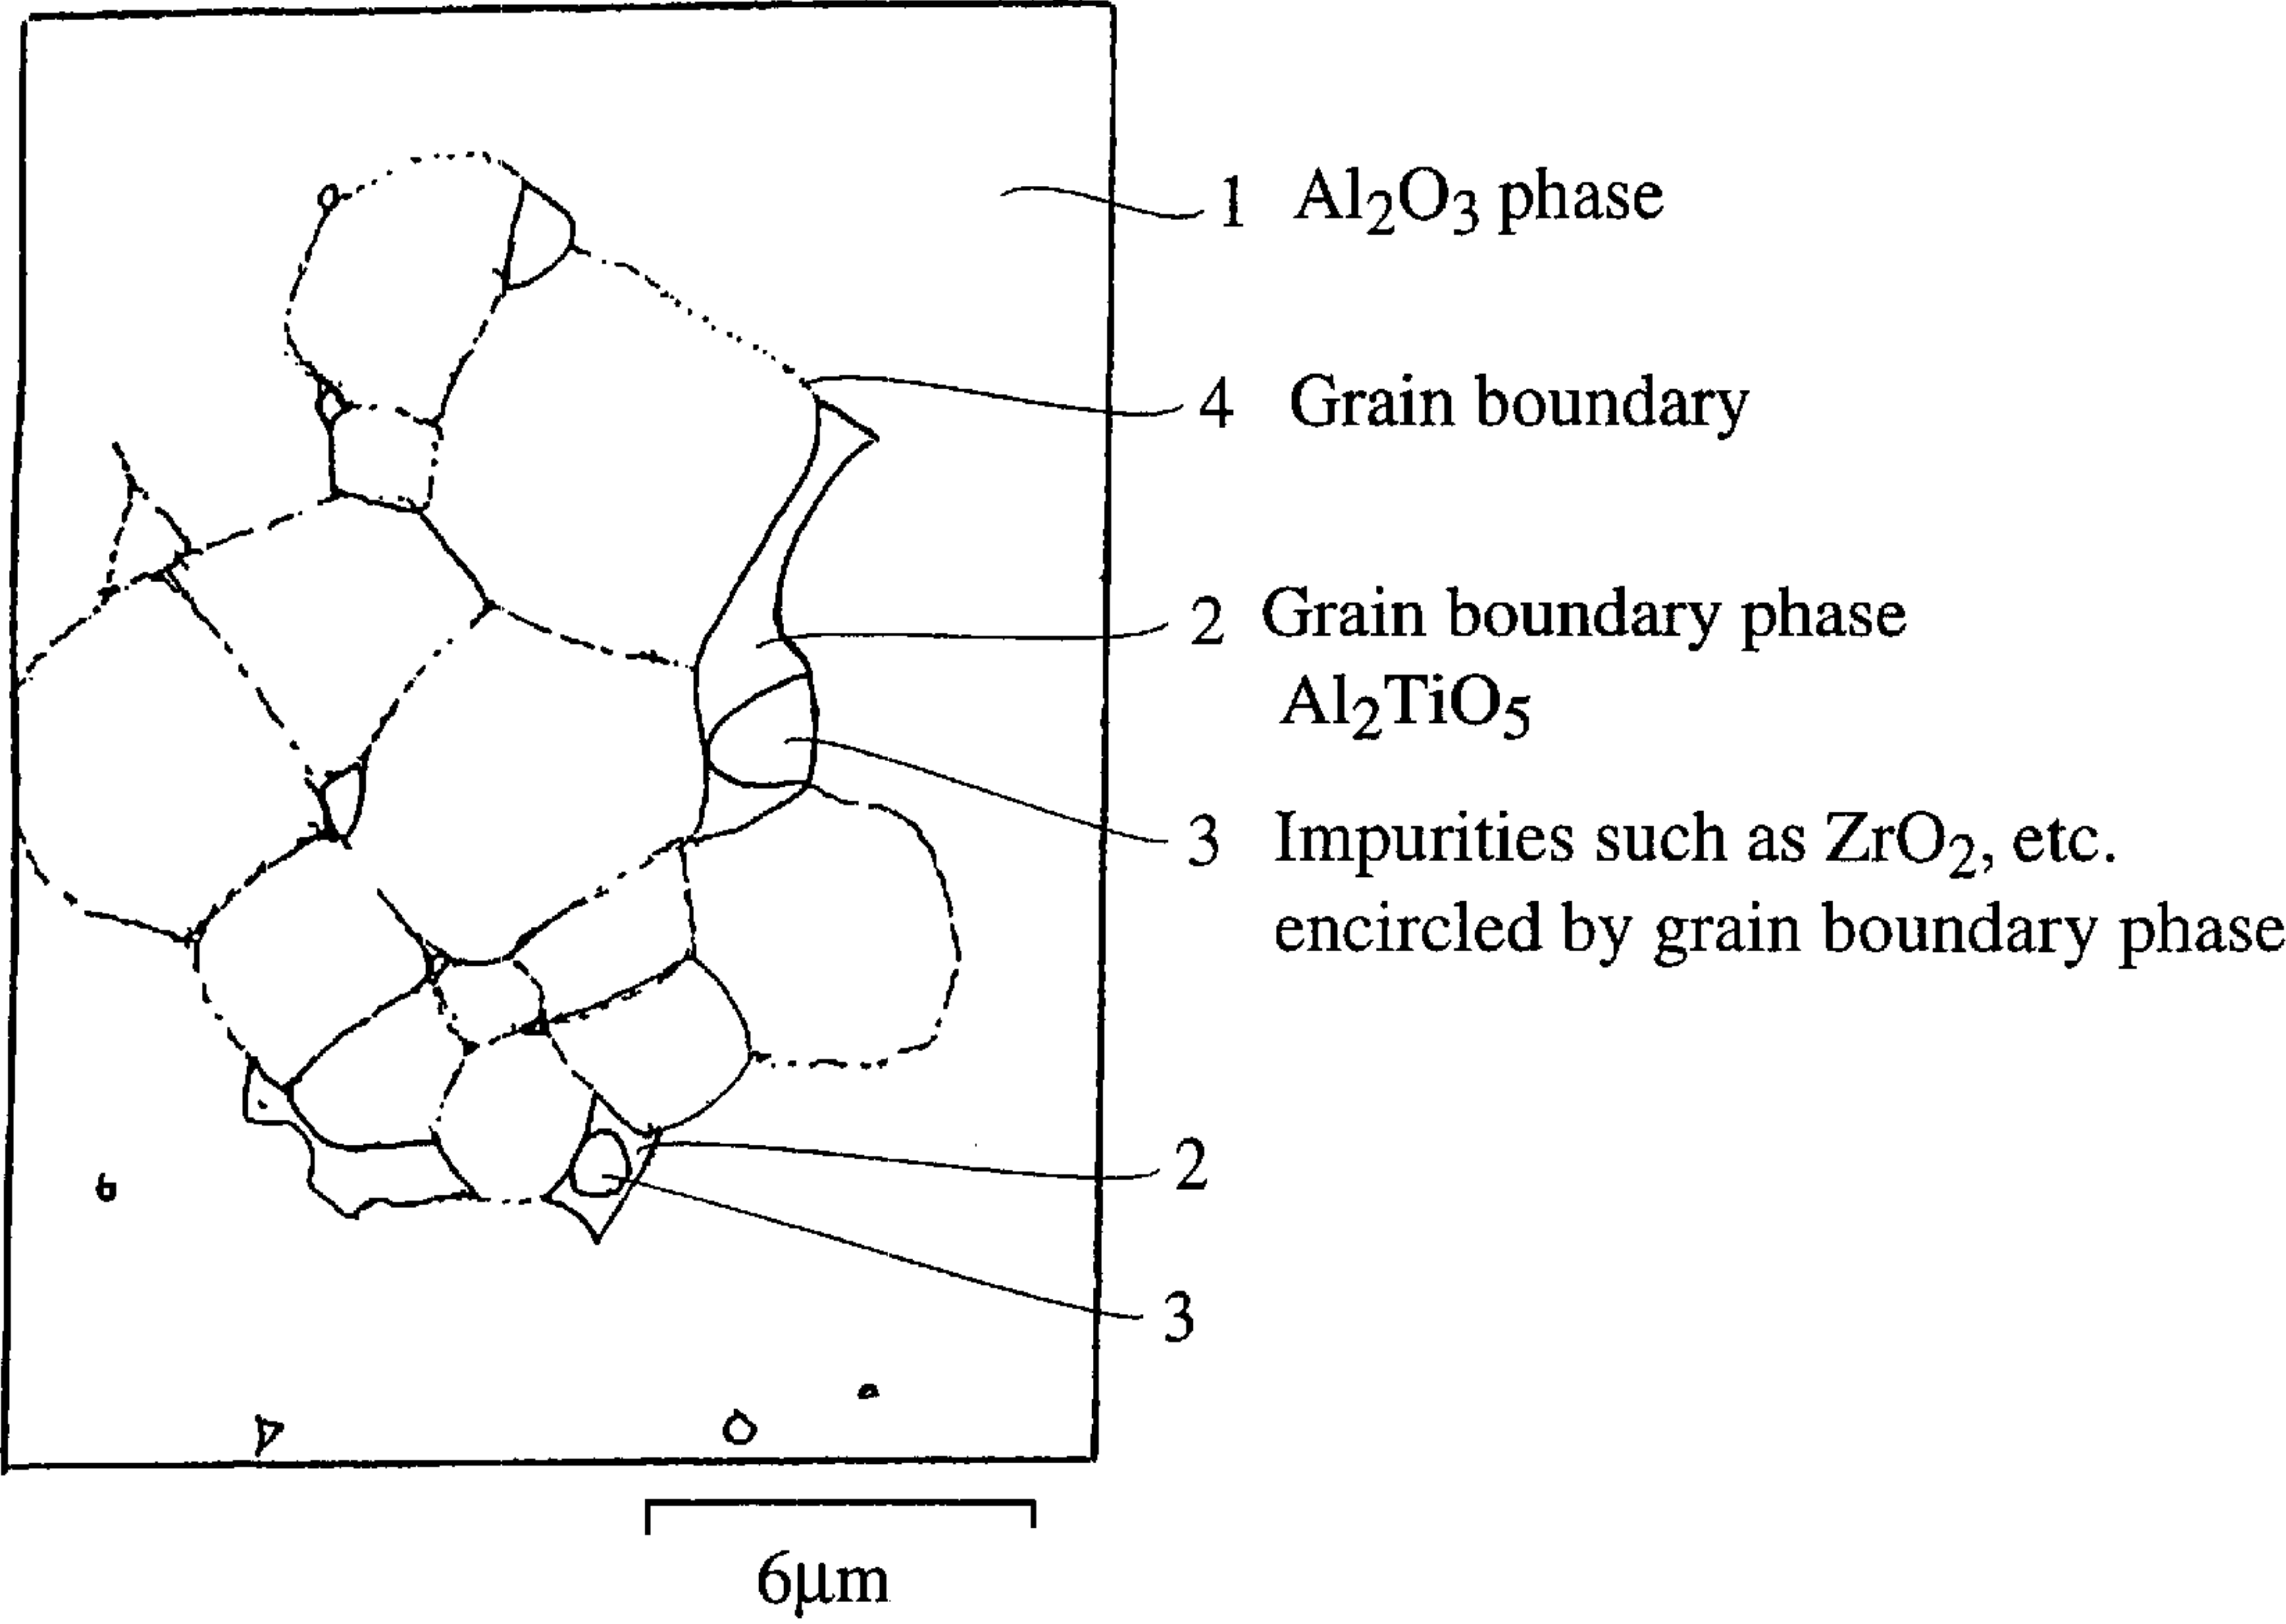 1 Al₂O₃ phase
4 Grain boundary
2 Grain boundary phase
Al₂TiO₅
3 Impurities such as ZrO₂, etc.
encircled by grain boundary phase
2
3
6μm